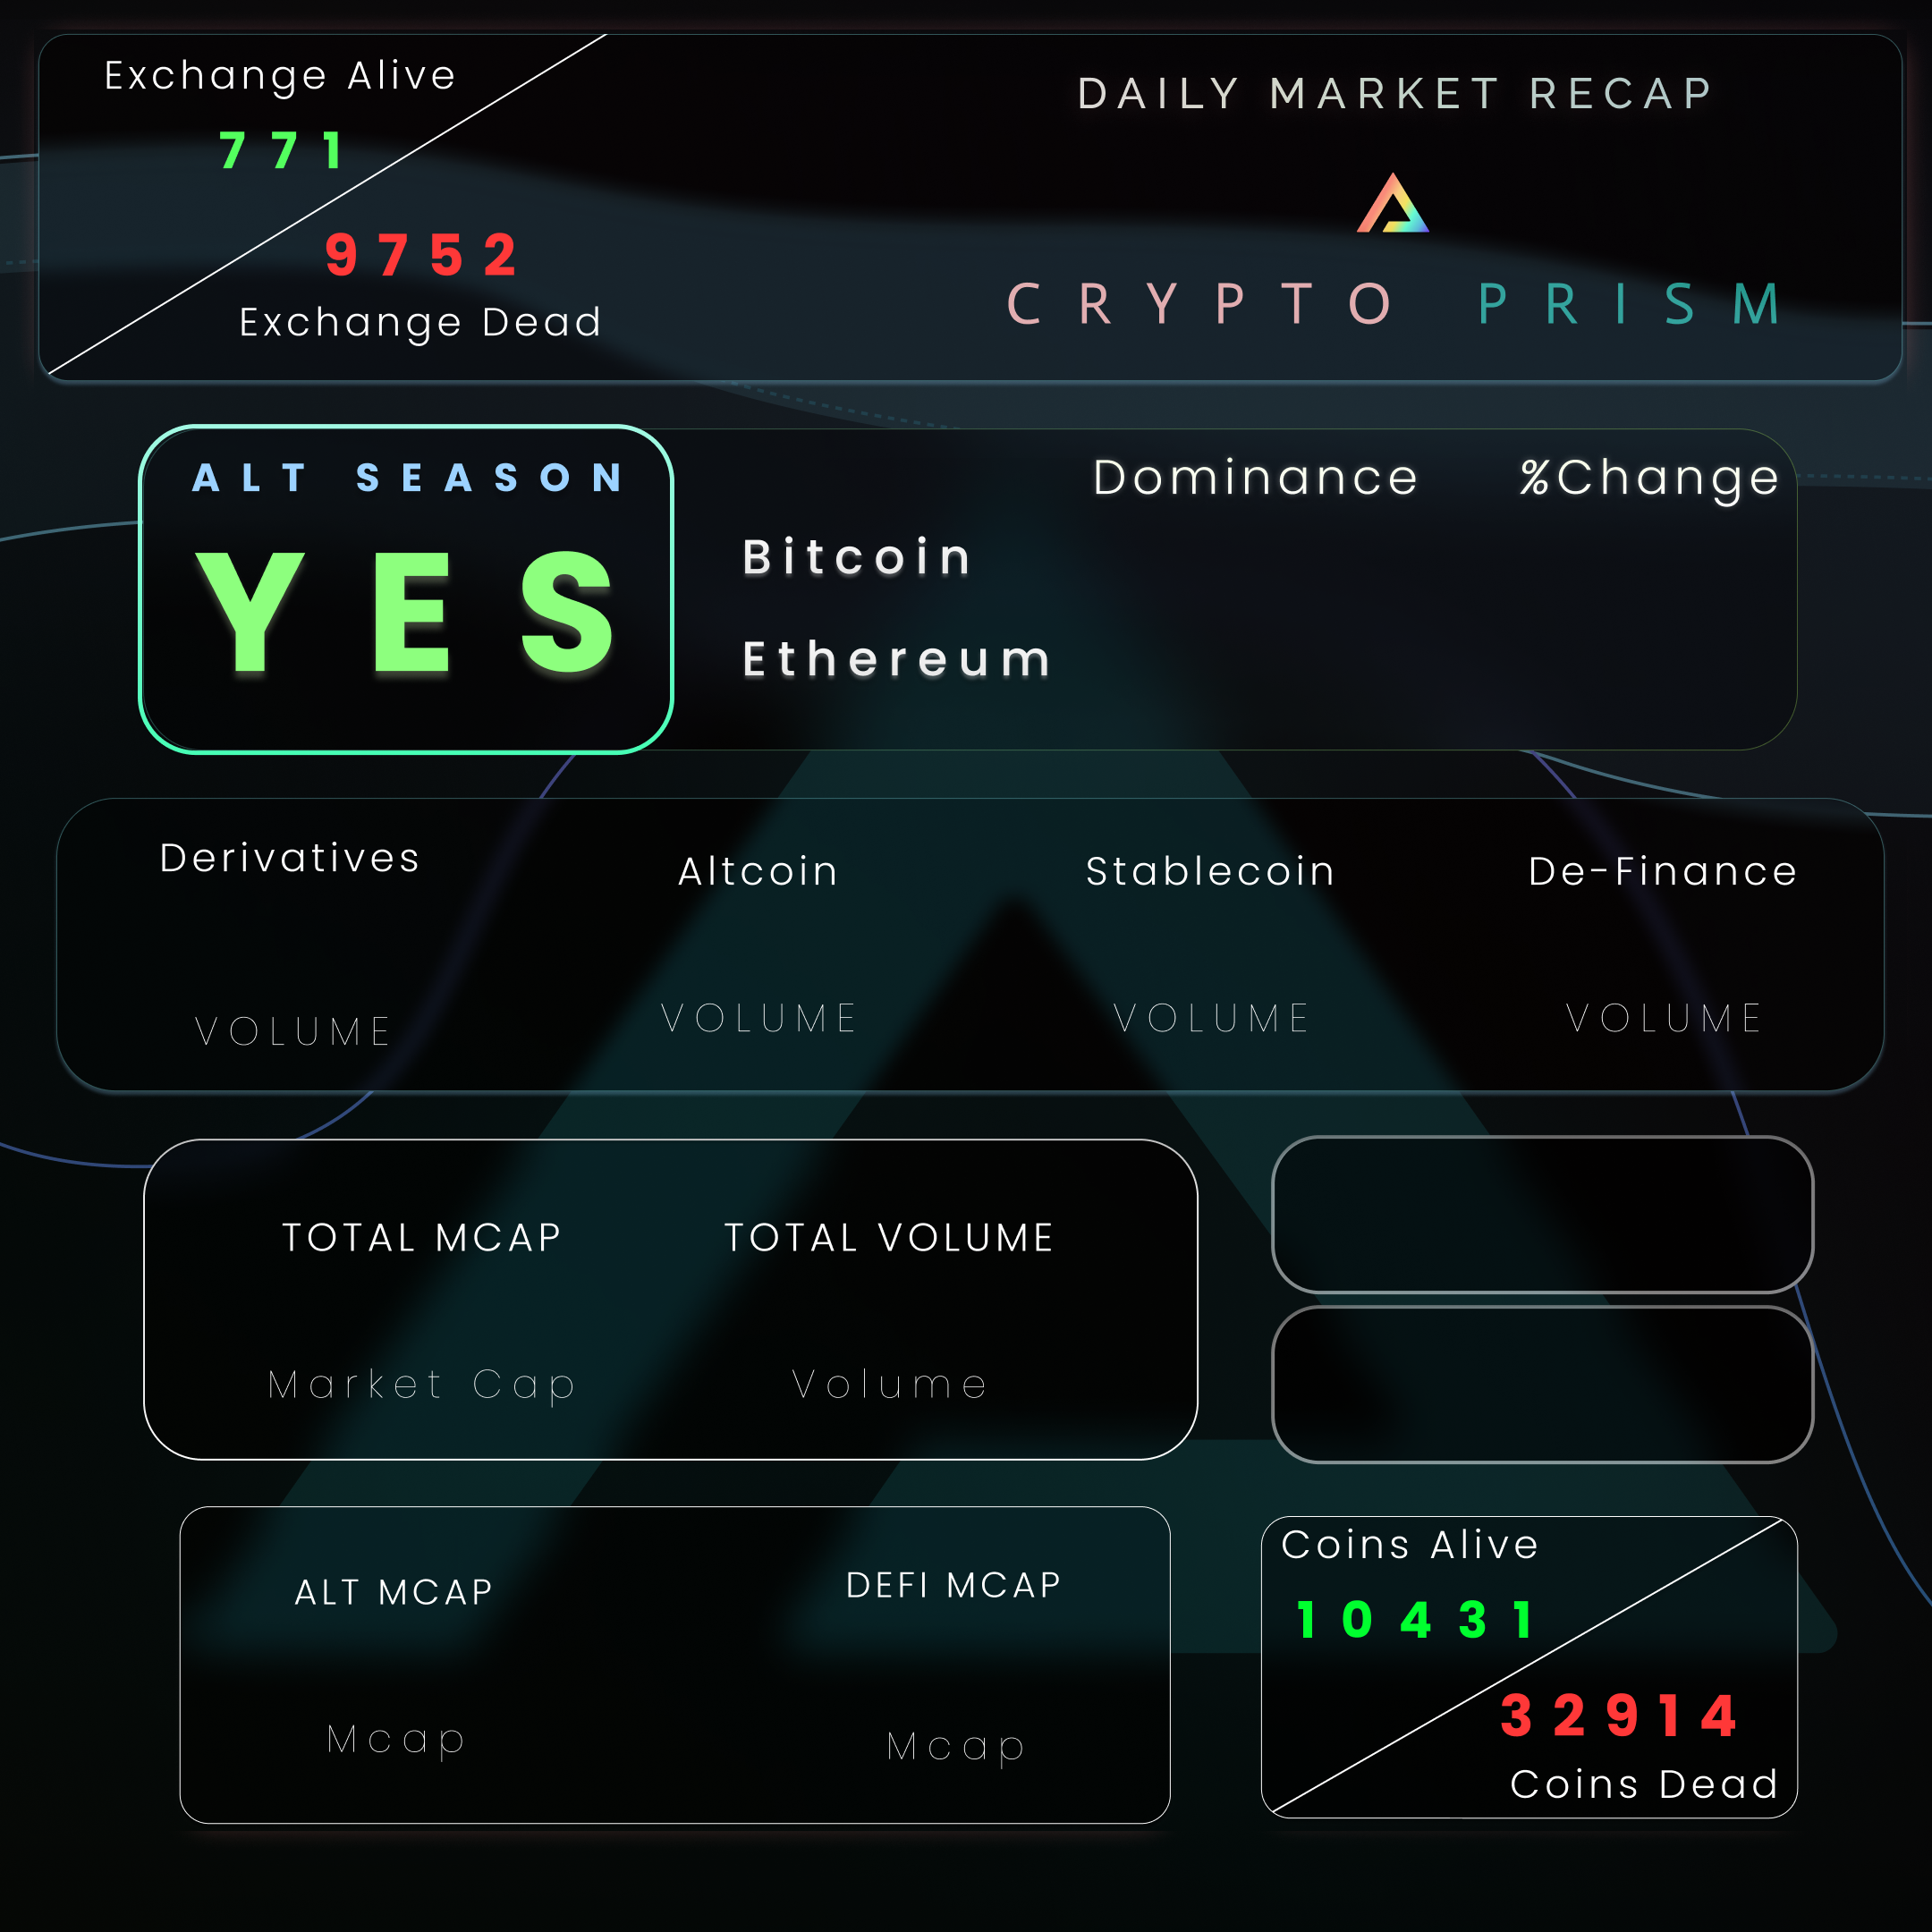 Exchange Alive
771
9752
Exchange Dead
DAILY MARKET RECAP
CRYPTO PRISM
ALT SEASON
YES
Dominance %Change
Bitcoin
Ethereum
Derivatives Altcoin Stablecoin De-Finance
VOLUME VOLUME VOLUME VOLUME
TOTAL MCAP TOTAL VOLUME
Market Cap Volume
ALT MCAP DEFI MCAP
Mcap Mcap
Coins Alive
10431
32914
Coins Dead